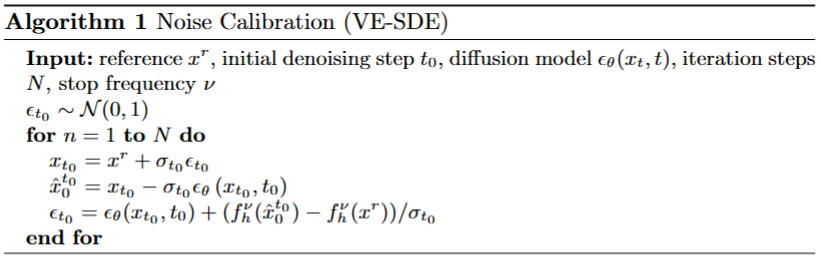 Algorithm 1 Noise Calibration (VE-SDE)
Input: reference $x^r$, initial denoising step $t_0$, diffusion model $\epsilon_\theta(x_t, t)$, iteration steps
$N$, stop frequency $\nu$
$\epsilon_{t_0} \sim \mathcal{N}(0, 1)$
for $n = 1$ to $N$ do
$x_{t_0} = x^r + \sigma_{t_0}\epsilon_{t_0}$
$\hat{x}_0^{t_0} = x_{t_0} - \sigma_{t_0}\epsilon_\theta(x_{t_0}, t_0)$
$\epsilon_{t_0} = \epsilon_\theta(x_{t_0}, t_0) + (f_h^\nu(\hat{x}_0^{t_0}) - f_h^\nu(x^r))/\sigma_{t_0}$
end for